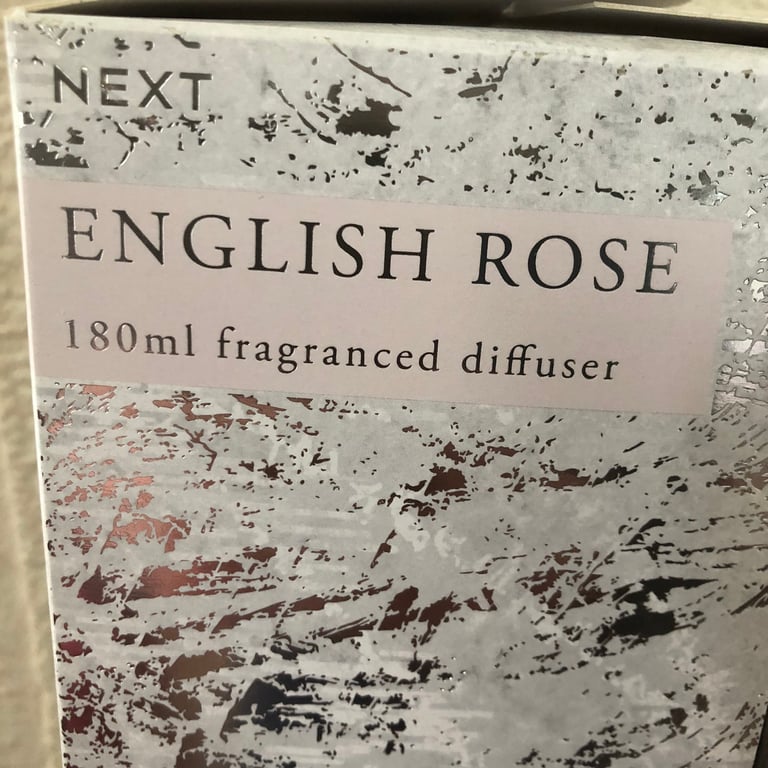 NEXT
ENGLISH ROSE
180ml fragranced diffuser